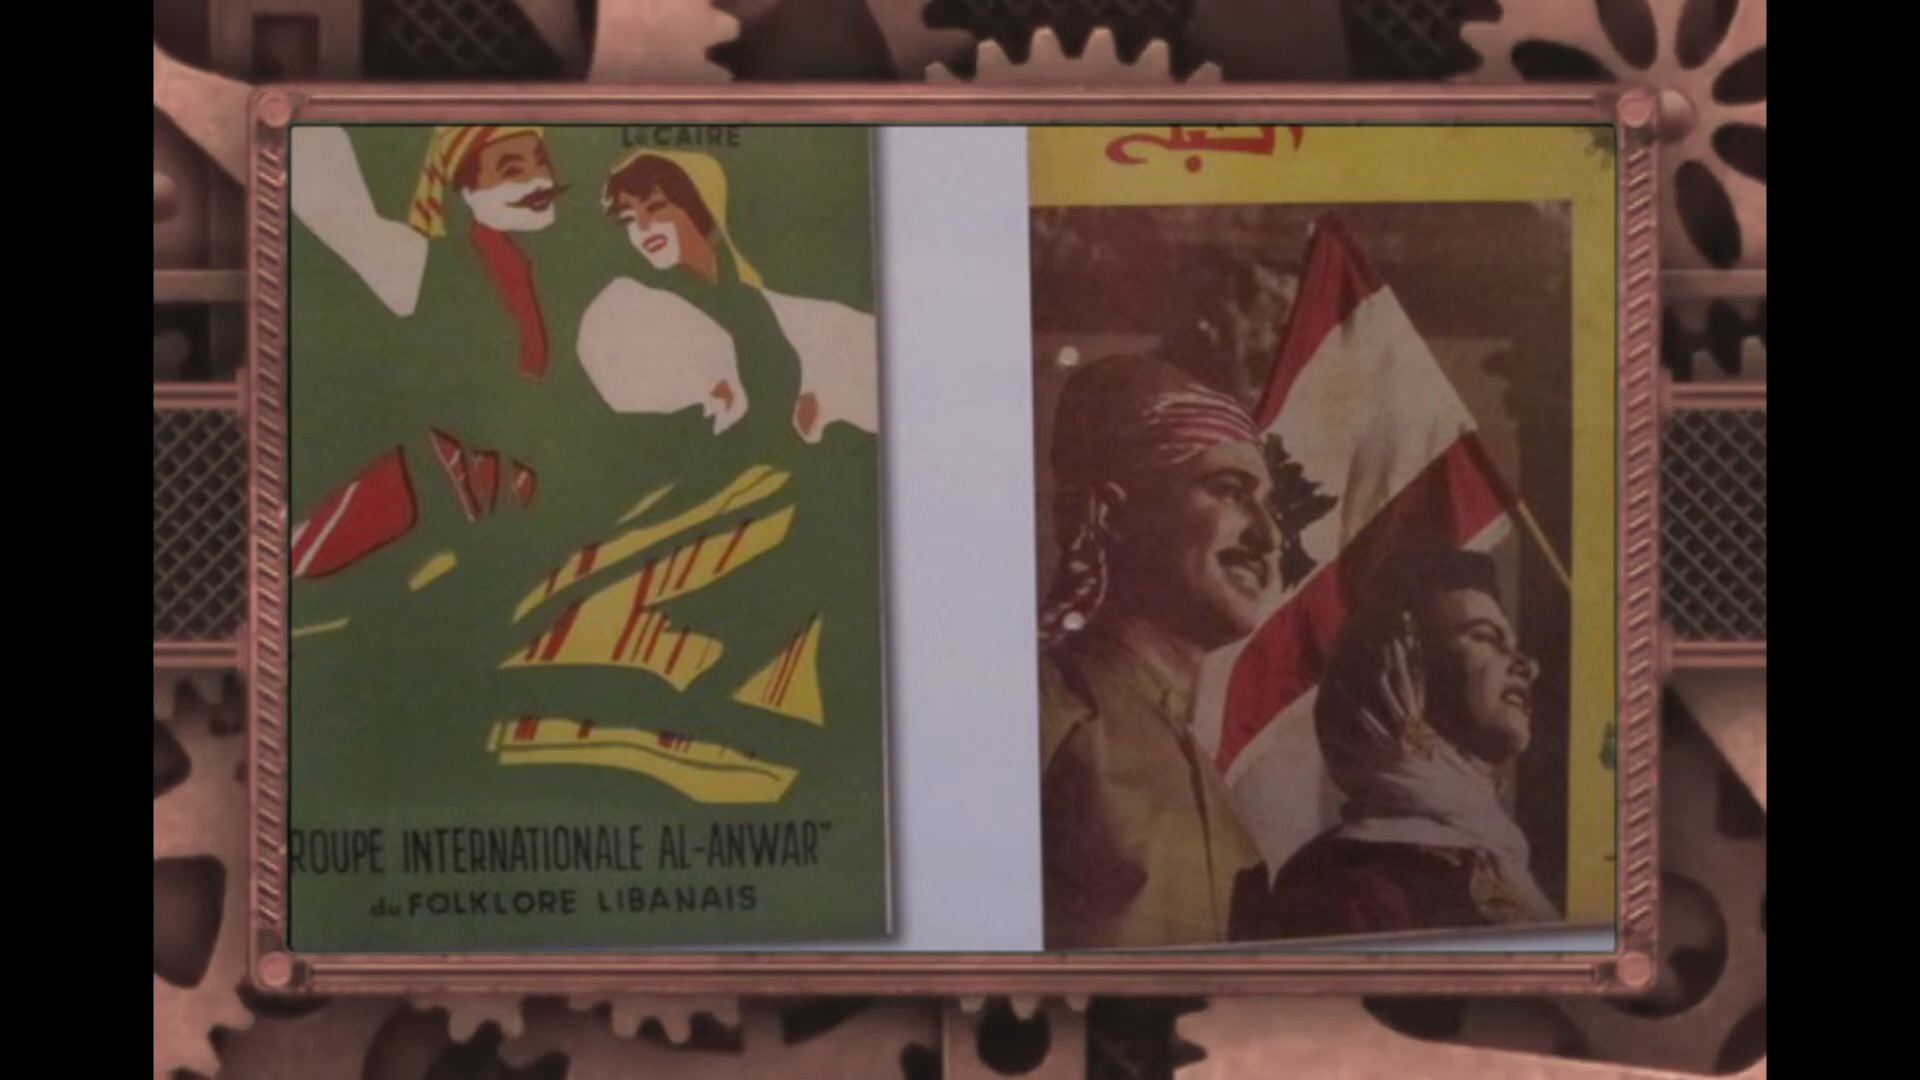 Le CAIRE
ROUPE INTERNATIONALE AL-ANWAR”
du FOLKLORE LIBANAIS